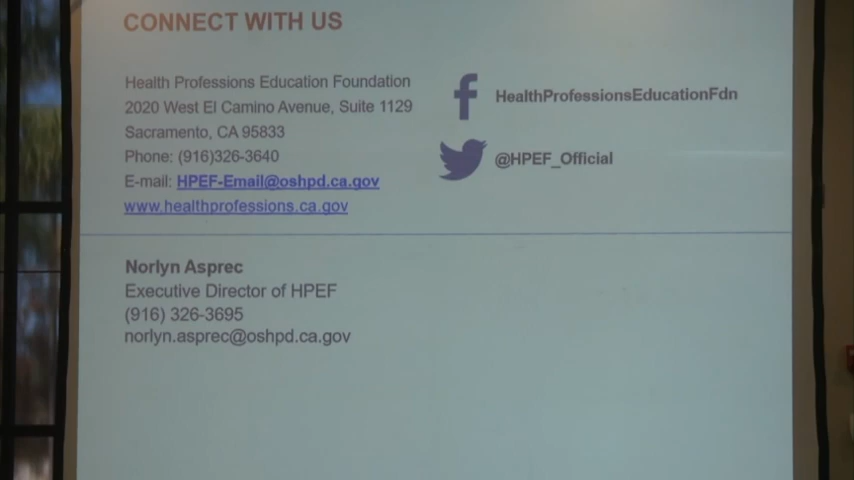 CONNECT WITH US
Health Professions Education Foundation
2020 West El Camino Avenue, Suite 1129
Sacramento, CA 95833
Phone: (916)326-3640
E-mail: HPEF-Email@oshpd.ca.gov
www.healthprofessions.ca.gov
HealthProfessionsEducationFdn
@HPEF_Official
Norlyn Asprec
Executive Director of HPEF
(916) 326-3695
norlyn.asprec@oshpd.ca.gov